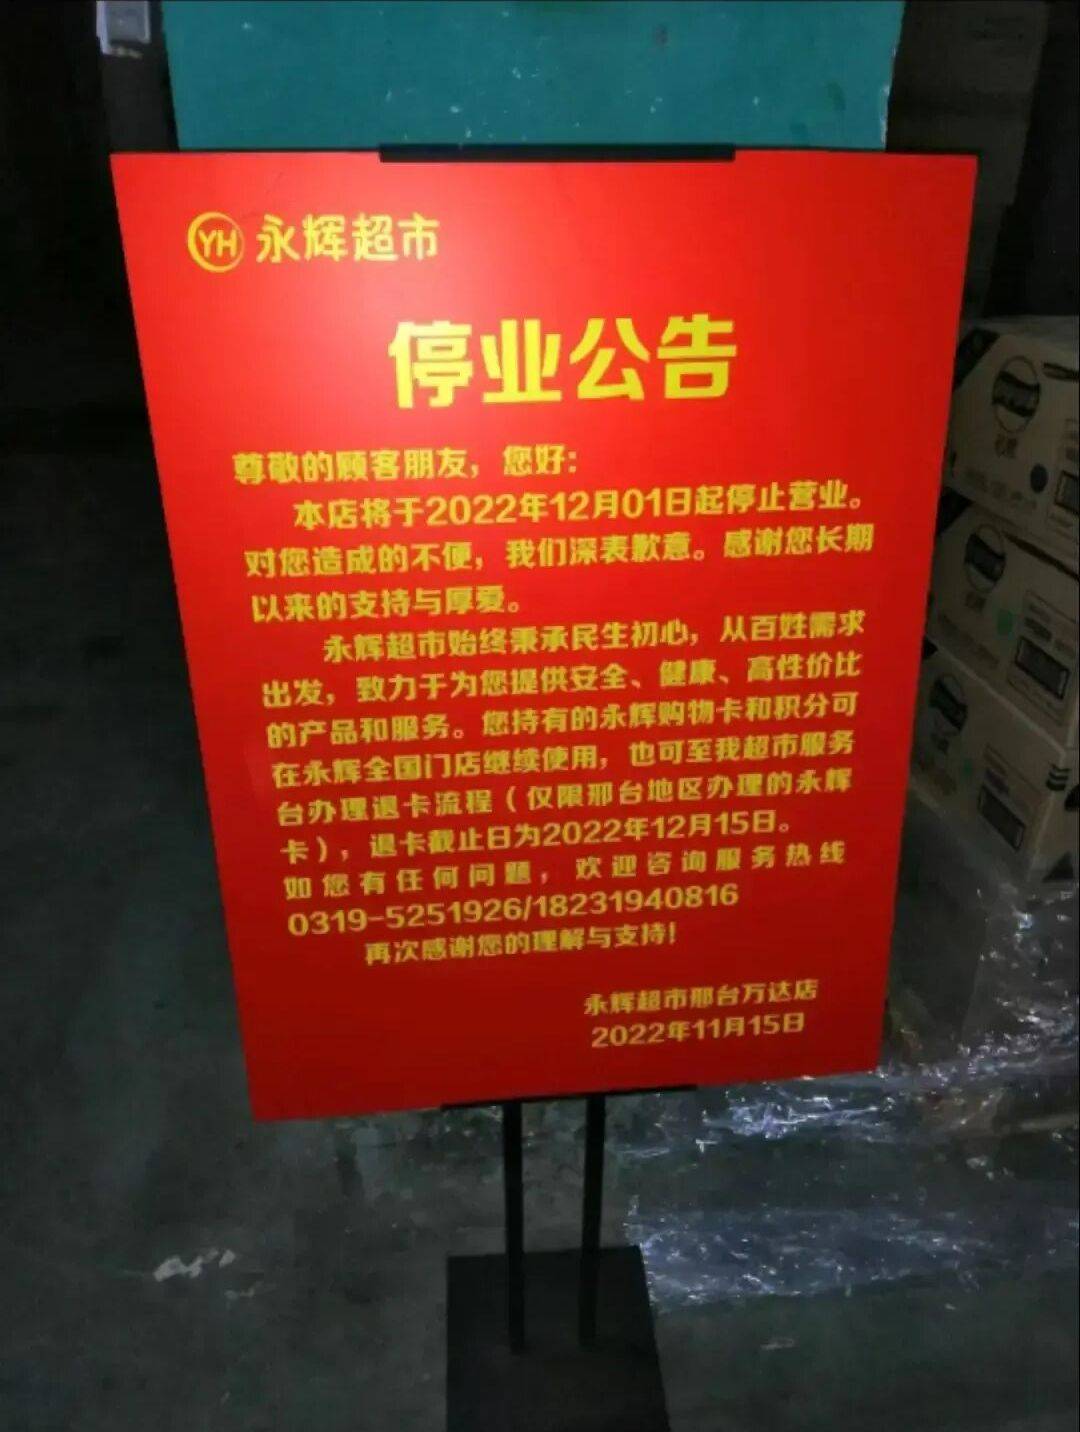 YH 永辉超市
停业公告
尊敬的顾客朋友，您好：
本店将于2022年12月01日起停止营业。
对您造成的不便，我们深表歉意。感谢您长期
以来的支持与厚爱。
永辉超市始终秉承民生初心，从百姓需求
出发，致力于为您提供安全、健康、高性价比
的产品和服务。您持有的永辉购物卡和积分可
在永辉全国门店继续使用，也可至我超市服务
台办理退卡流程（仅限邢台地区办理的永辉
卡），退卡截止日为2022年12月15日。
如您有任何问题，欢迎咨询服务热线
0319-5251926/18231940816
再次感谢您的理解与支持！
永辉超市邢台万达店
2022年11月15日